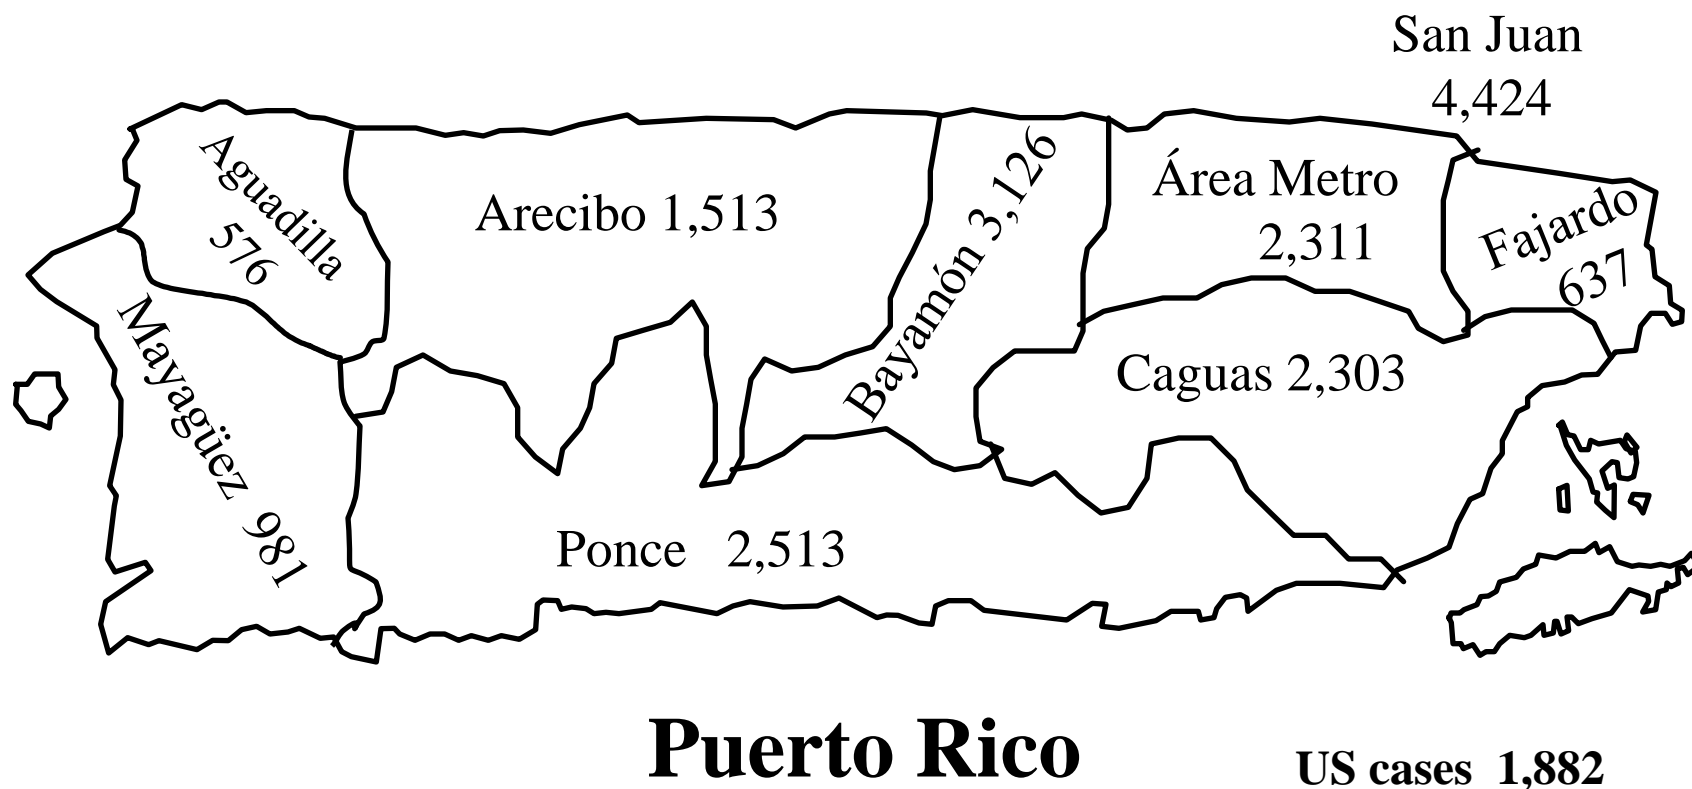 San Juan
4,424
Aguadilla
576
Arecibo 1,513
Bayamón 3,126
Área Metro
2,311
Fajardo
637
Mayagüez 981
Caguas 2,303
Ponce 2,513
Puerto Rico
US cases 1,882